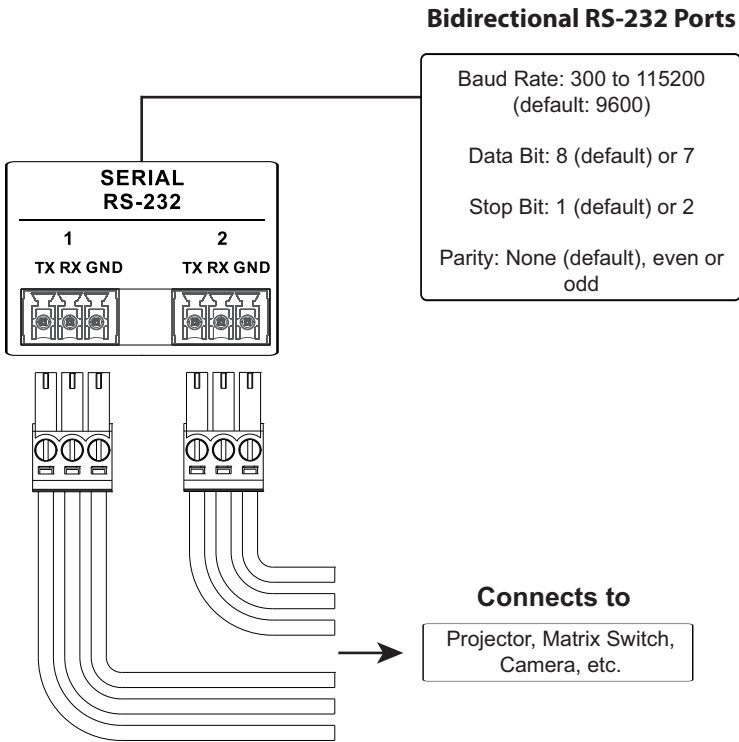 Bidirectional RS-232 Ports
Baud Rate: 300 to 115200
(default: 9600)
Data Bit: 8 (default) or 7
Stop Bit: 1 (default) or 2
Parity: None (default), even or
odd
SERIAL
RS-232
1 2
TX RX GND TX RX GND
Connects to
Projector, Matrix Switch,
Camera, etc.